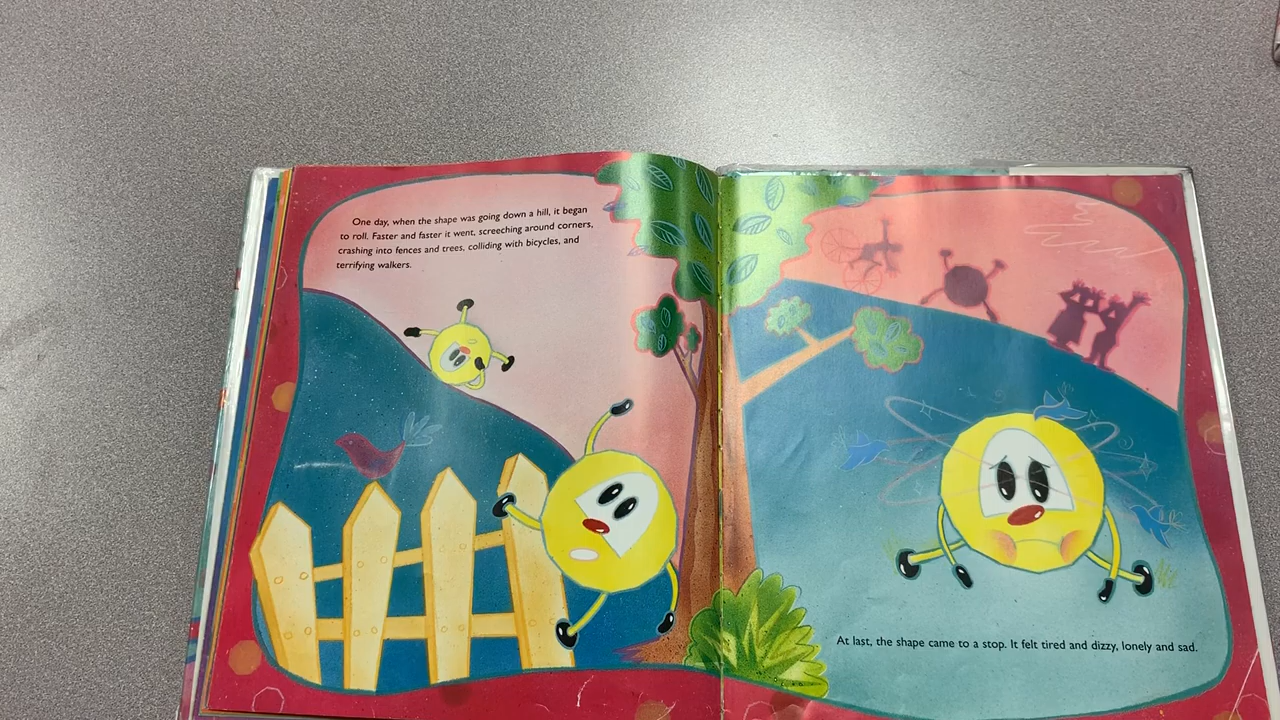 One day, when the shape was going down a hill, it began
to roll. Faster and faster it went, screeching around corners,
crashing into fences and trees, colliding with bicycles, and
terrifying walkers.
At last, the shape came to a stop. It felt tired and dizzy, lonely and sad.